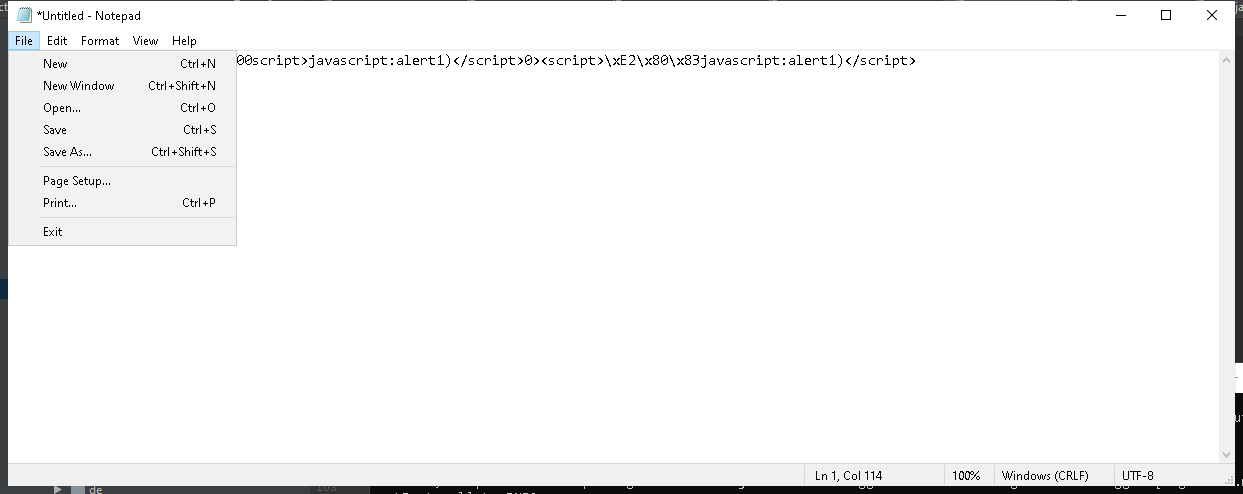 *Untitled - Notepad
File Edit Format View Help
00script>javascript:alert1)</script>0><script>\xE2\x80\x83javascript:alert1)</script>
New Ctrl+N
New Window Ctrl+Shift+N
Open... Ctrl+O
Save Ctrl+S
Save As... Ctrl+Shift+S
Page Setup...
Print... Ctrl+P
Exit
Ln 1, Col 114 100% Windows (CRLF) UTF-8
de 103